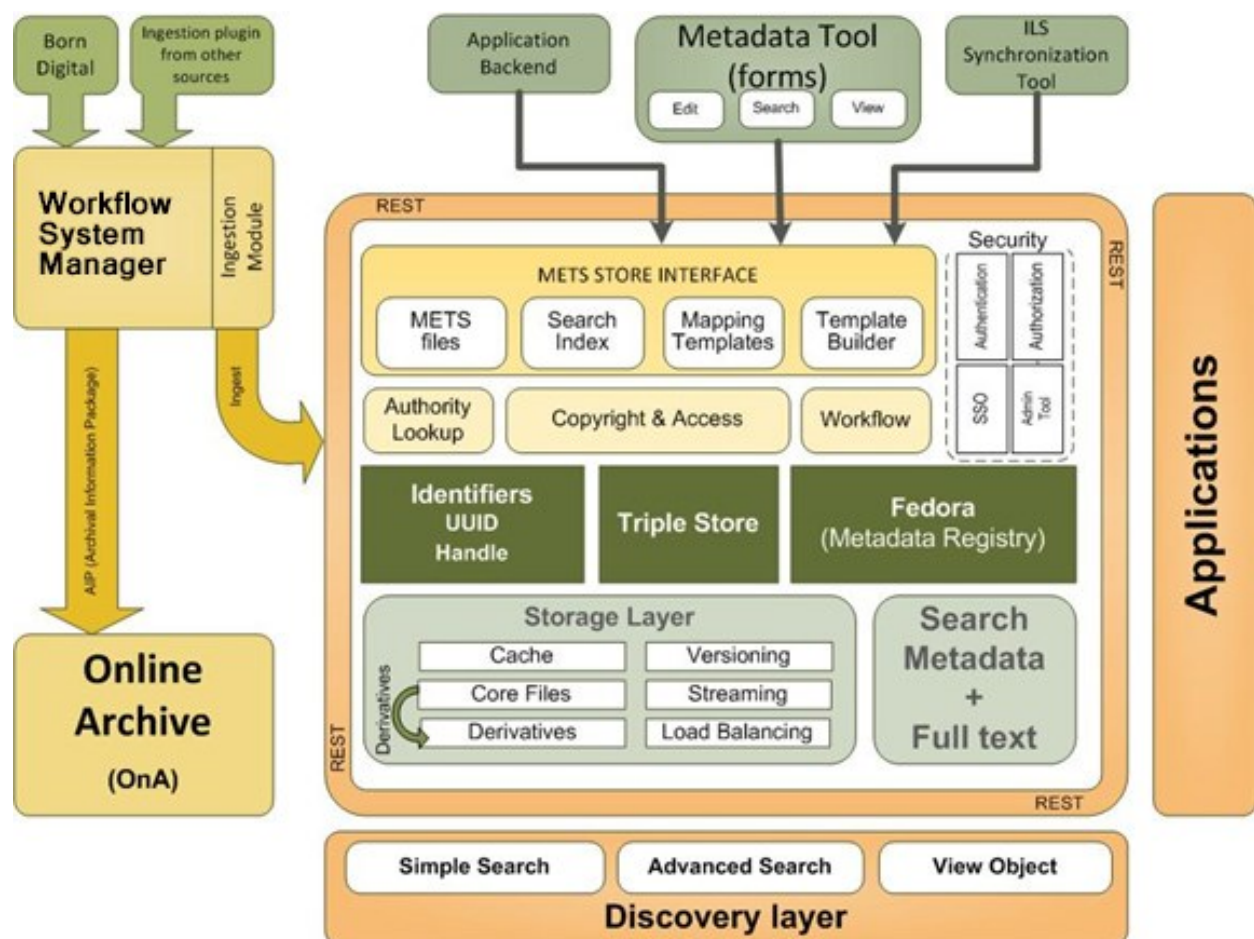 Born
Digital
Ingestion plugin
from other
sources
Application
Backend
Metadata Tool
(forms)
Edit
Search
View
ILS
Synchronization
Tool
Workflow
System
Manager
Ingestion
Module
REST
REST
METS STORE INTERFACE
METS
files
Search
Index
Mapping
Templates
Template
Builder
Security
Authentication
Authorization
SSO
Admin
Tool
Authority
Lookup
Copyright & Access
Workflow
AIP (Archival Information Package)
Ingest
Identifiers
UUID
Handle
Triple Store
Fedora
(Metadata Registry)
Storage Layer
Cache
Core Files
Derivatives
Versioning
Streaming
Load Balancing
Derivatives
Search
Metadata
+
Full text
Online
Archive
(OnA)
REST
REST
Applications
Simple Search
Advanced Search
View Object
Discovery layer